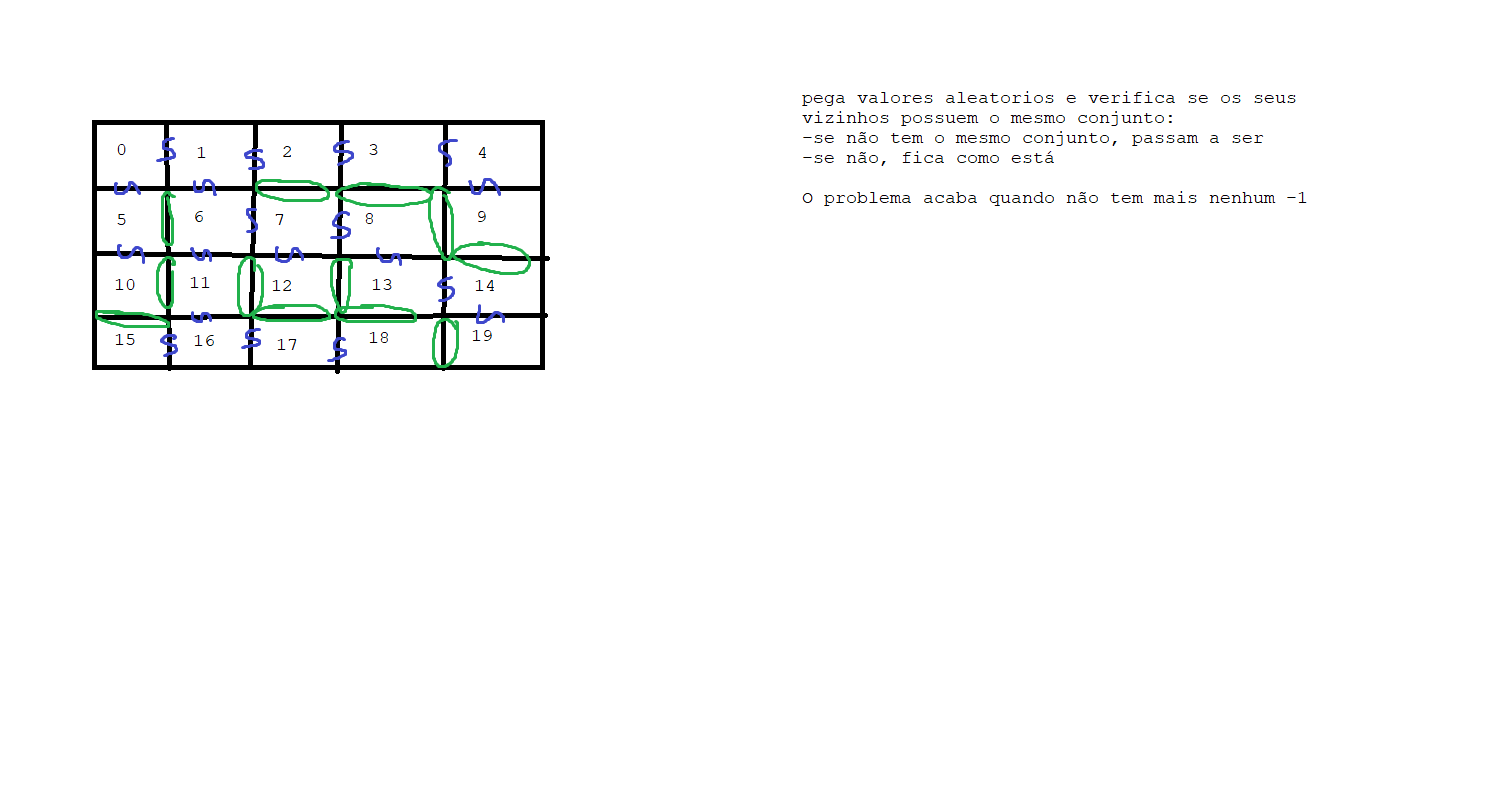 0 1 2 3 4
5 6 7 8 9
10 11 12 13 14
15 16 17 18 19
pega valores aleatorios e verifica se os seus
vizinhos possuem o mesmo conjunto:
-se não tem o mesmo conjunto, passam a ser
-se não, fica como está
O problema acaba quando não tem mais nenhum -1